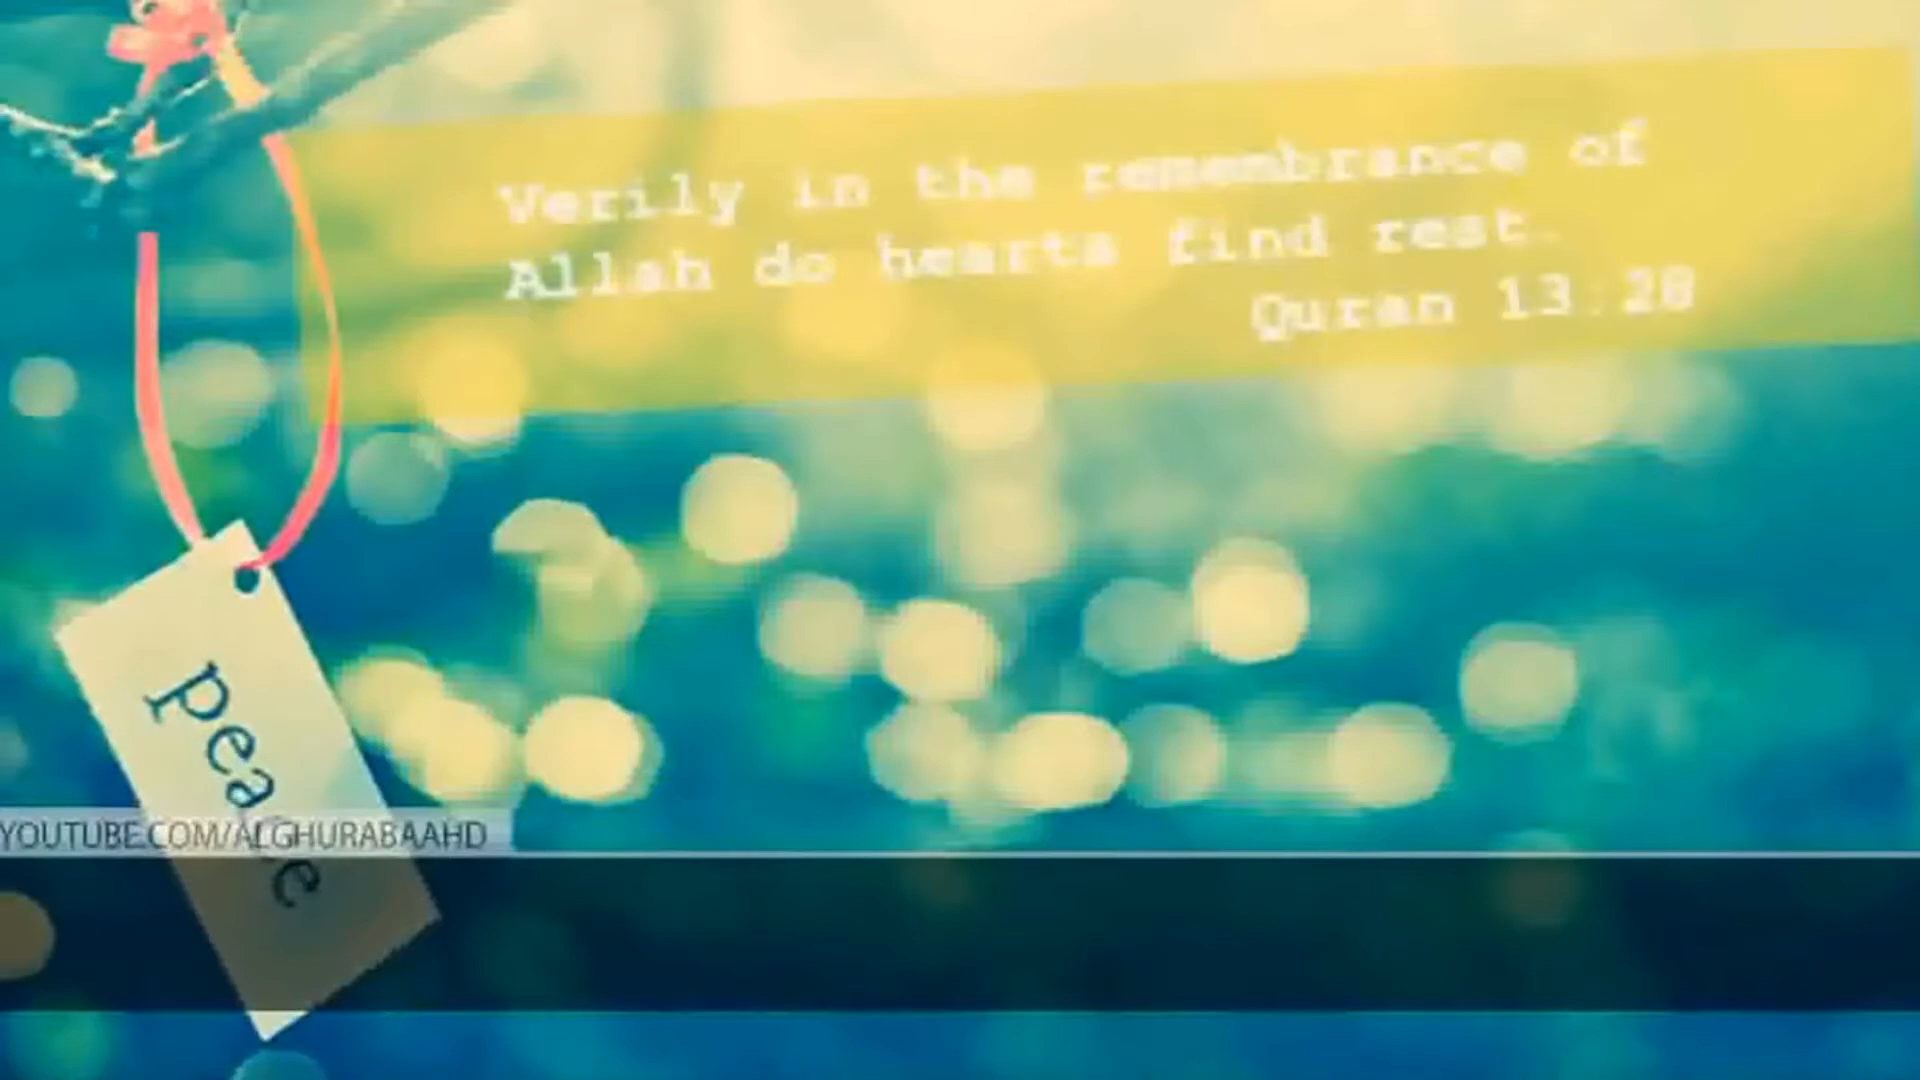 Verily in the remembrance of
Allah do hearts find rest.
Quran 13:28
peace
YOUTUBE.COM/ALGHURABAAHD